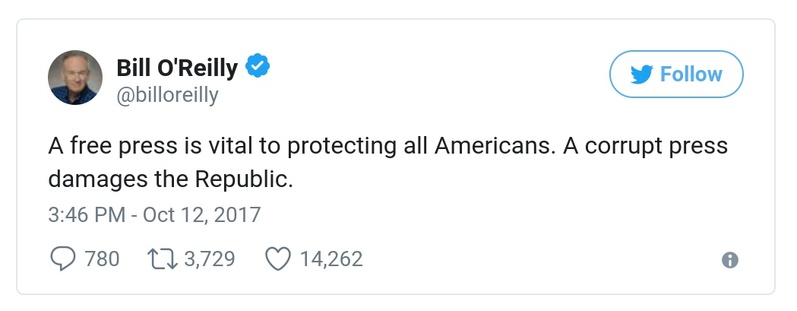 Bill O'Reilly
Follow
@billoreilly
A free press is vital to protecting all Americans. A corrupt press
damages the Republic.
3:46 PM - Oct 12, 2017
780 3,729 14,262